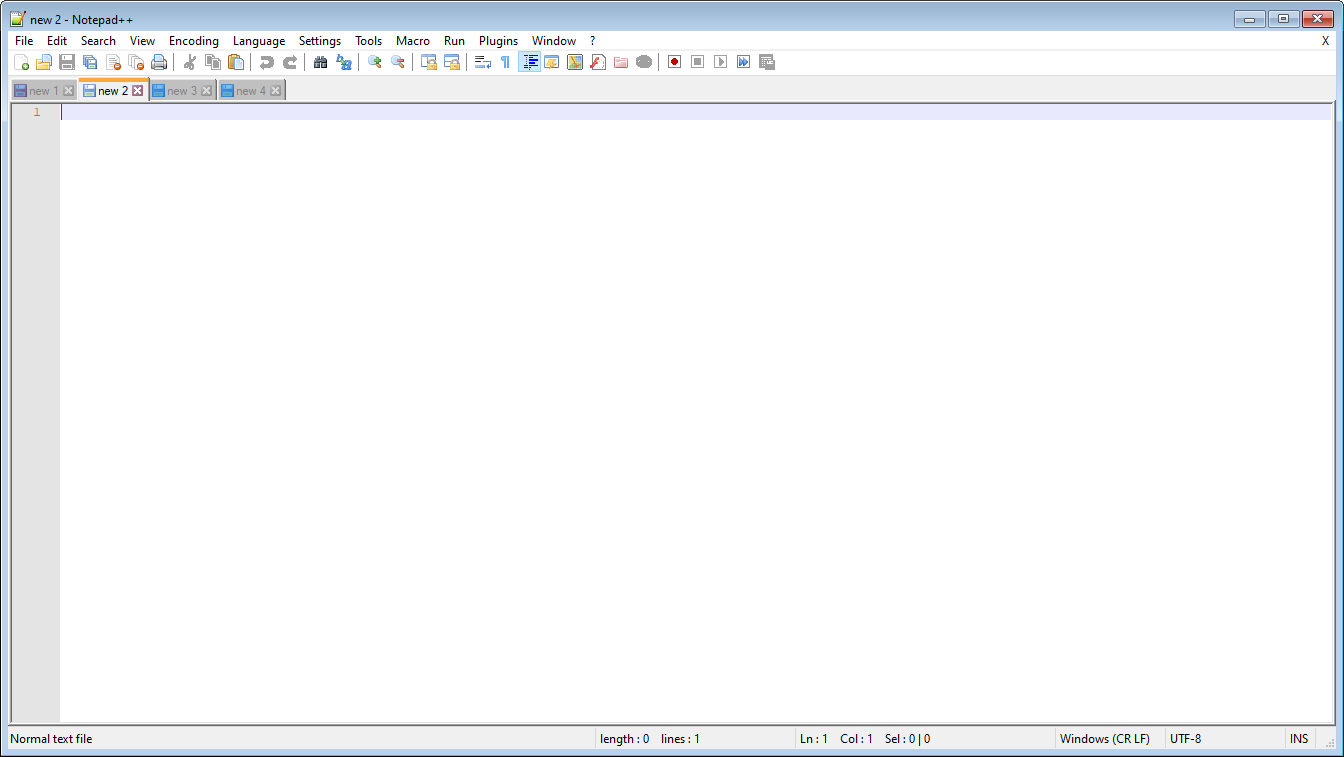 new 2 - Notepad++
File Edit Search View Encoding Language Settings Tools Macro Run Plugins Window ? X
new 1 new 2 new 3 new 4
1
Normal text file length : 0 lines : 1 Ln : 1 Col : 1 Sel : 0 | 0 Windows (CR LF) UTF-8 INS